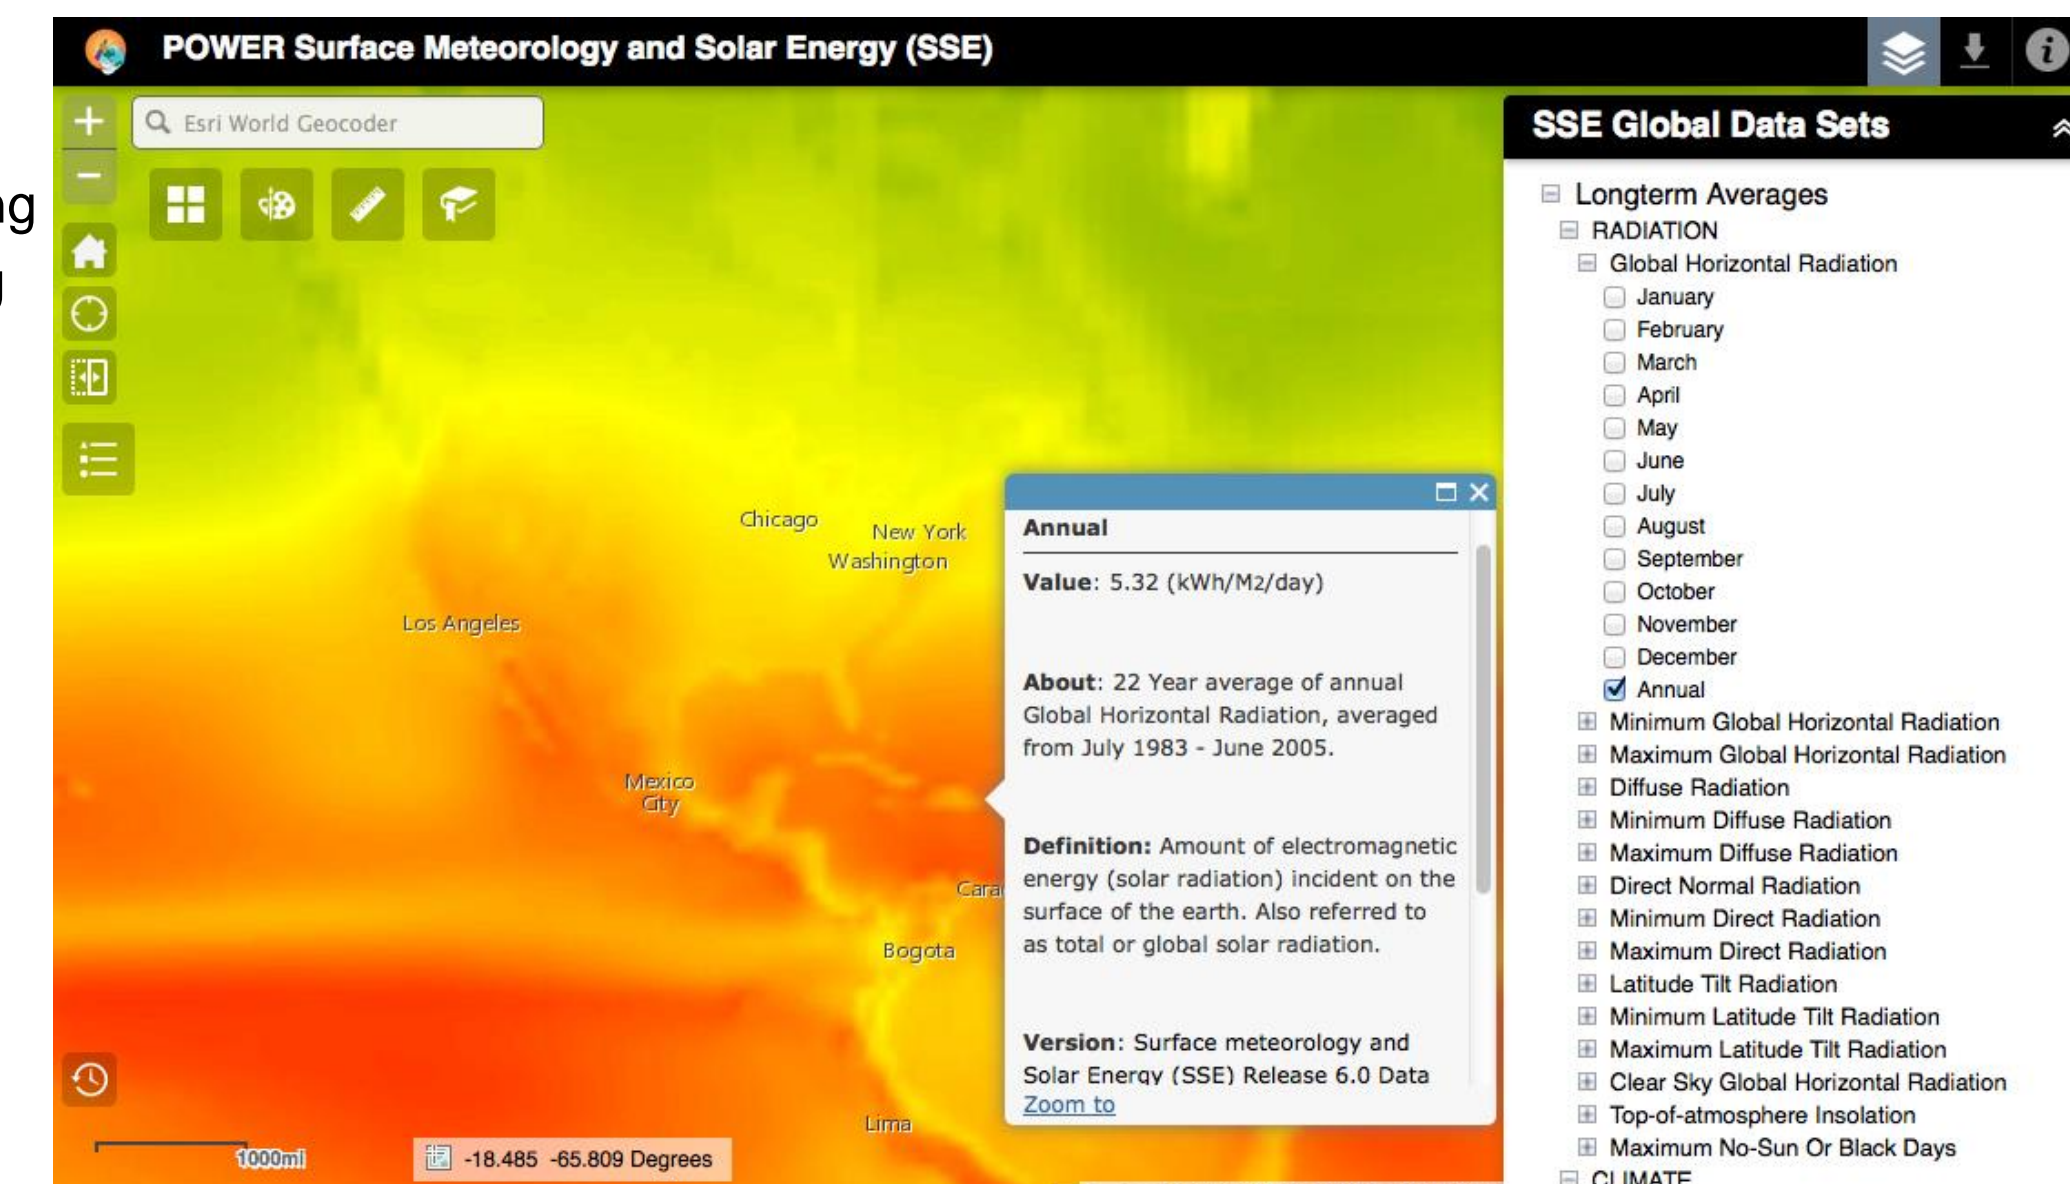 POWER Surface Meteorology and Solar Energy (SSE)
Esri World Geocoder
Chicago
New York
Washington
Los Angeles
Mexico
City
Bogota
Lima
1000mi
-18.485 -65.809 Degrees
Annual
Value: 5.32 (kWh/M2/day)
About: 22 Year average of annual
Global Horizontal Radiation, averaged
from July 1983 - June 2005.
Definition: Amount of electromagnetic
energy (solar radiation) incident on the
surface of the earth. Also referred to
as total or global solar radiation.
Version: Surface meteorology and
Solar Energy (SSE) Release 6.0 Data
Zoom to
SSE Global Data Sets
Longterm Averages
RADIATION
Global Horizontal Radiation
January
February
March
April
May
June
July
August
September
October
November
December
Annual
Minimum Global Horizontal Radiation
Maximum Global Horizontal Radiation
Diffuse Radiation
Minimum Diffuse Radiation
Maximum Diffuse Radiation
Direct Normal Radiation
Minimum Direct Radiation
Maximum Direct Radiation
Latitude Tilt Radiation
Minimum Latitude Tilt Radiation
Maximum Latitude Tilt Radiation
Clear Sky Global Horizontal Radiation
Top-of-atmosphere Insolation
Maximum No-Sun Or Black Days
CLIMATE